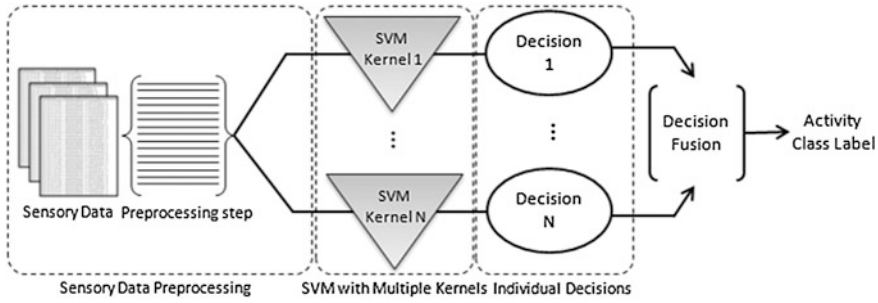 SVM
Kernel 1
Decision
1
Sensory Data
Preprocessing step
⋮
⋮
Decision
Fusion
Activity
Class Label
SVM
Kernel N
Decision
N
Sensory Data Preprocessing
SVM with Multiple Kernels
Individual Decisions